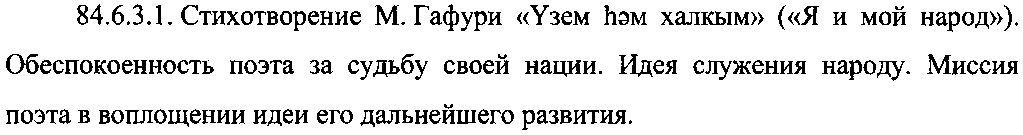 84.6.3.1. Стихотворение М. Гафури «Үзем һәм халкым» («Я и мой народ»).
Обеспокоенность поэта за судьбу своей нации. Идея служения народу. Миссия
поэта в воплощении идеи его дальнейшего развития.